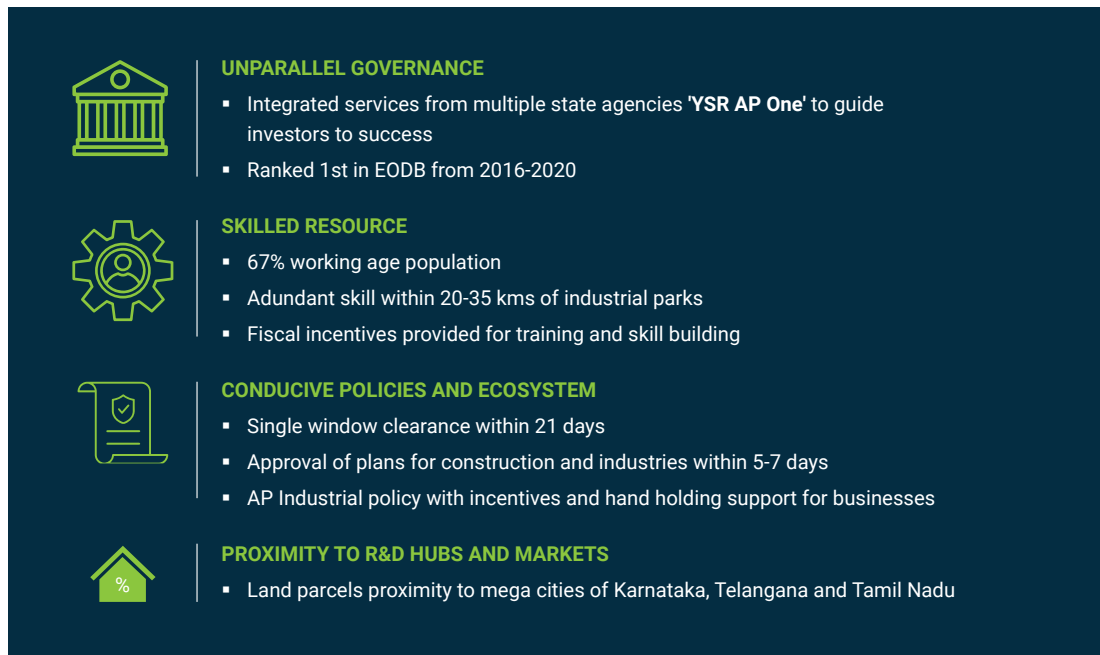 UNPARALLEL GOVERNANCE
▪ Integrated services from multiple state agencies 'YSR AP One' to guide
investors to success
▪ Ranked 1st in EODB from 2016-2020
SKILLED RESOURCE
▪ 67% working age population
▪ Adundant skill within 20-35 kms of industrial parks
▪ Fiscal incentives provided for training and skill building
CONDUCIVE POLICIES AND ECOSYSTEM
▪ Single window clearance within 21 days
▪ Approval of plans for construction and industries within 5-7 days
▪ AP Industrial policy with incentives and hand holding support for businesses
%
PROXIMITY TO R&D HUBS AND MARKETS
▪ Land parcels proximity to mega cities of Karnataka, Telangana and Tamil Nadu